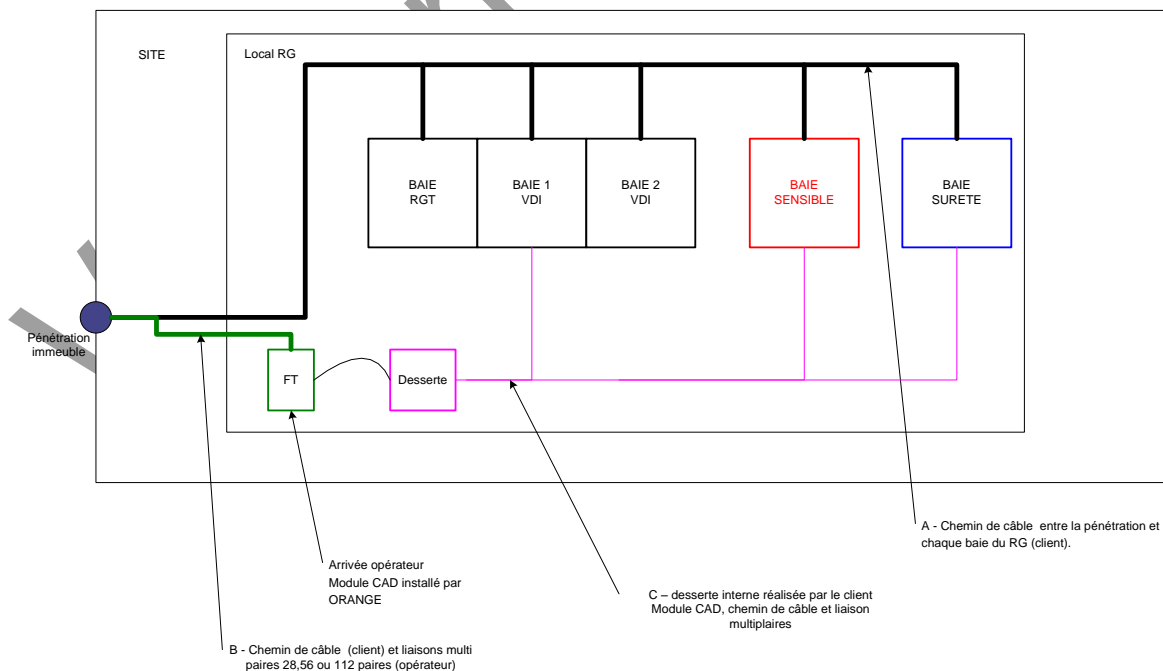 SITE
Local RG
BAIE
RGT
BAIE 1
VDI
BAIE 2
VDI
BAIE
SENSIBLE
BAIE
SURETE
Pénétration
immeuble
FT
Desserte
A - Chemin de câble entre la pénétration et
chaque baie du RG (client).
Arrivée opérateur
Module CAD installé par
ORANGE
C – desserte interne réalisée par le client
Module CAD, chemin de câble et liaison
multiplaires
B - Chemin de câble (client) et liaisons multi
paires 28,56 ou 112 paires (opérateur)